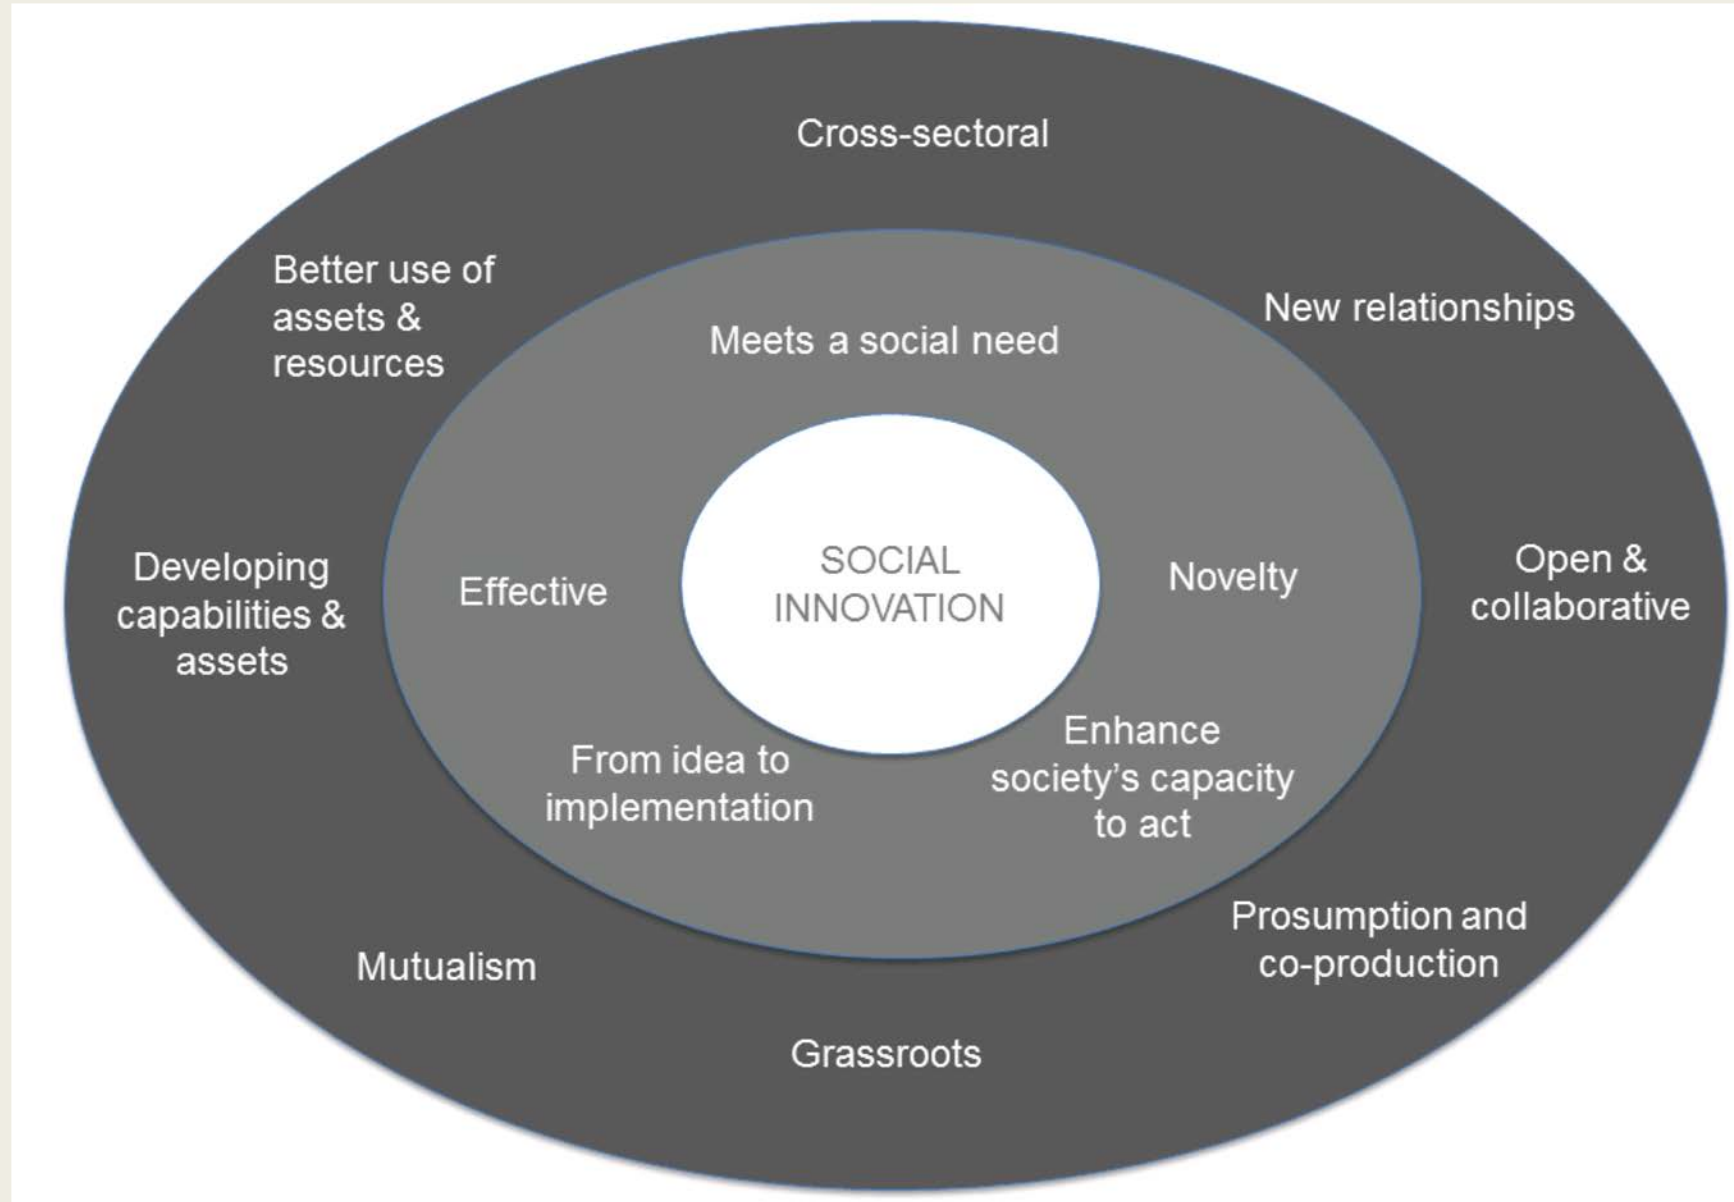 Cross-sectoral
Better use of
assets &
resources
New relationships
Meets a social need
Developing
capabilities &
assets
Effective
SOCIAL
INNOVATION
Novelty
Open &
collaborative
From idea to
implementation
Enhance
society’s capacity
to act
Mutualism
Prosumption and
co-production
Grassroots